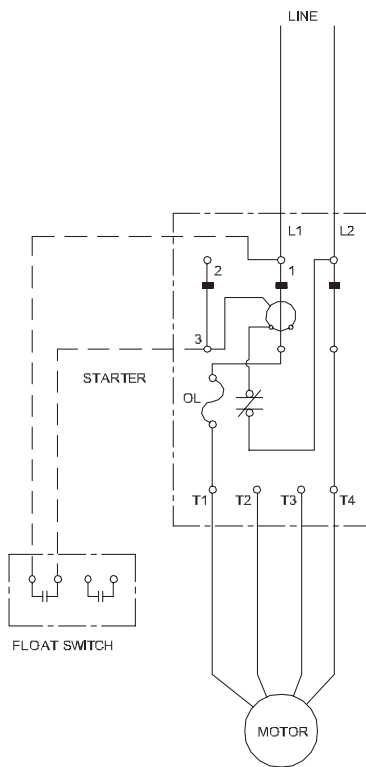 LINE
L1 L2
2 1
3
STARTER
OL
T1 T2 T3 T4
FLOAT SWITCH
MOTOR